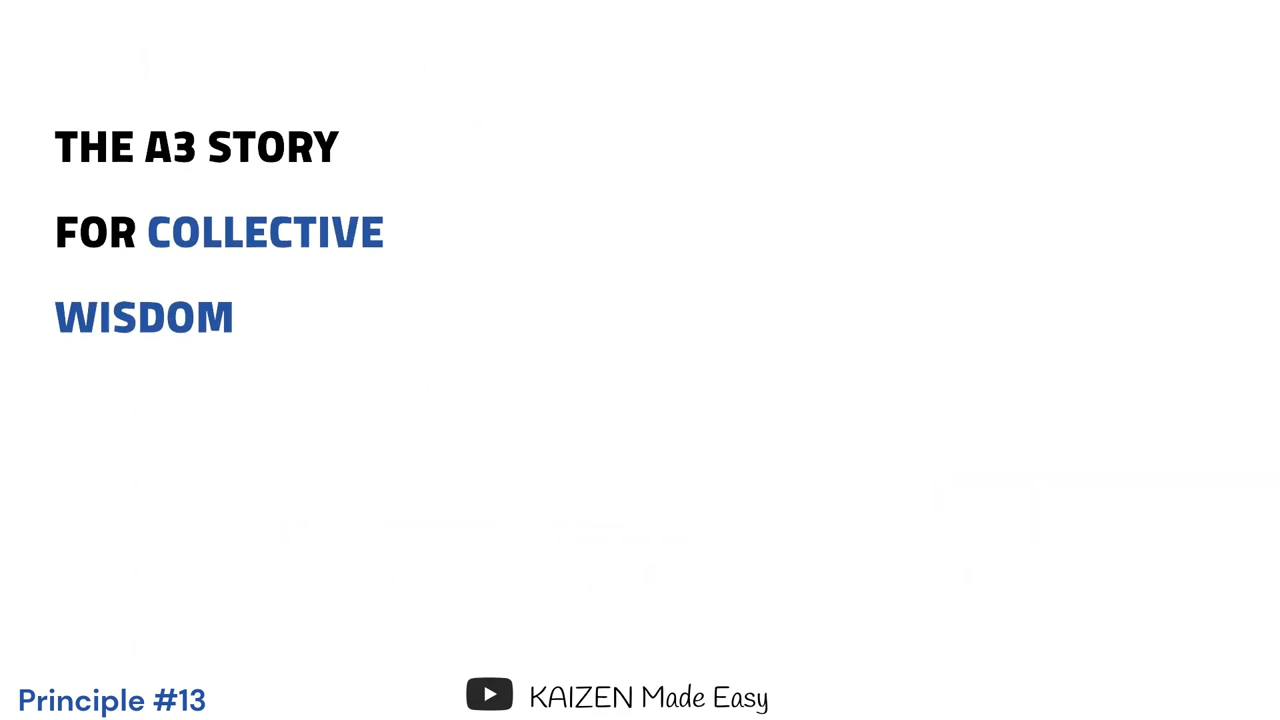 THE A3 STORY
FOR COLLECTIVE
WISDOM
Principle #13
KAIZEN Made Easy